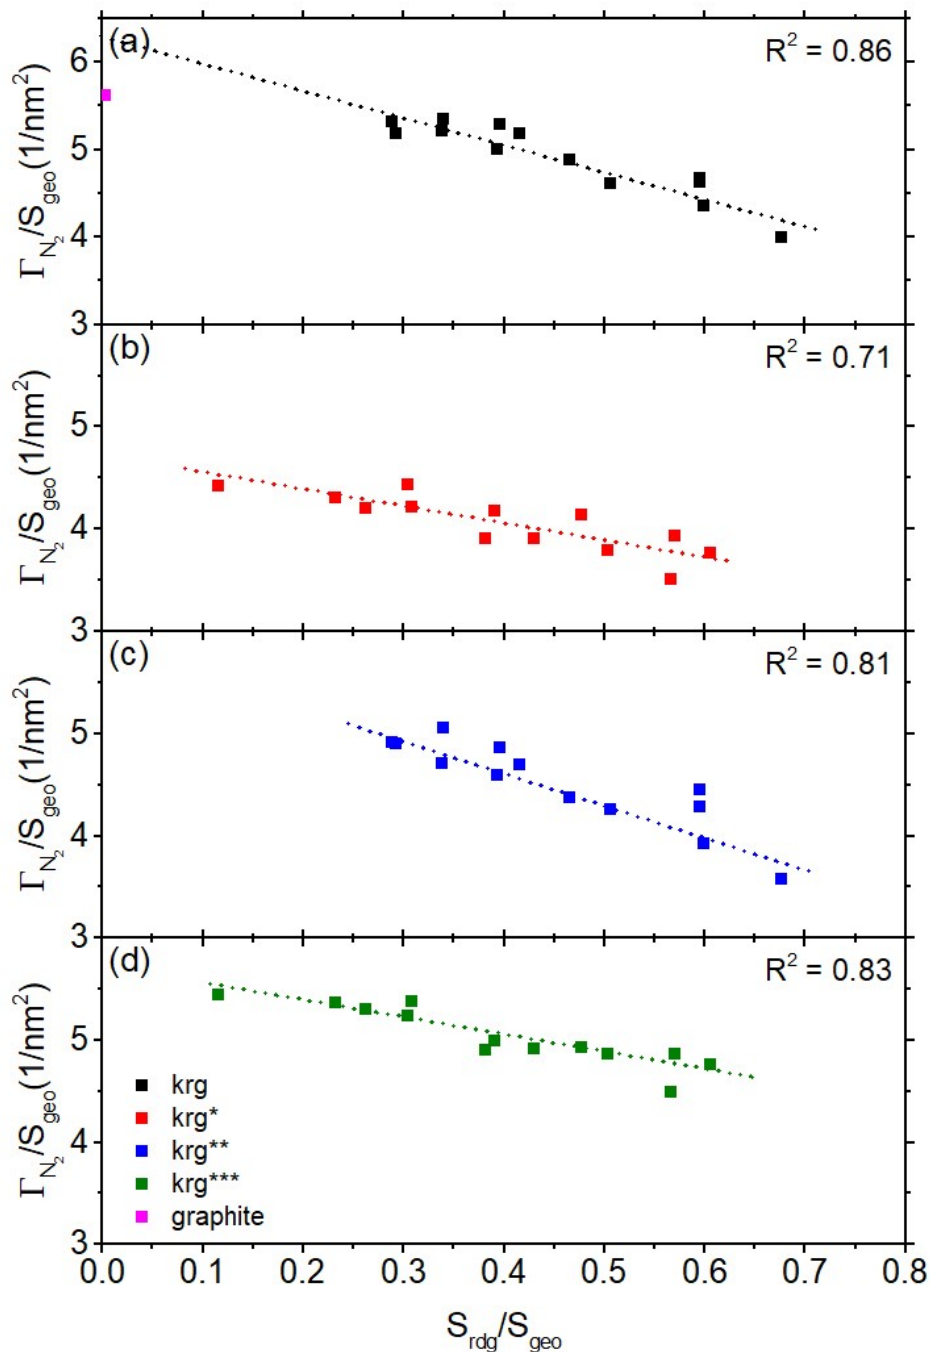 (a)
R² = 0.86
6
5
4
3
Γ_N₂/S_geo(1/nm²)
(b)
R² = 0.71
5
4
3
Γ_N₂/S_geo(1/nm²)
(c)
R² = 0.81
5
4
3
Γ_N₂/S_geo(1/nm²)
(d)
R² = 0.83
5
4
3
Γ_N₂/S_geo(1/nm²)
krg
krg*
krg**
krg***
graphite
0.0 0.1 0.2 0.3 0.4 0.5 0.6 0.7 0.8
S_rdg/S_geo